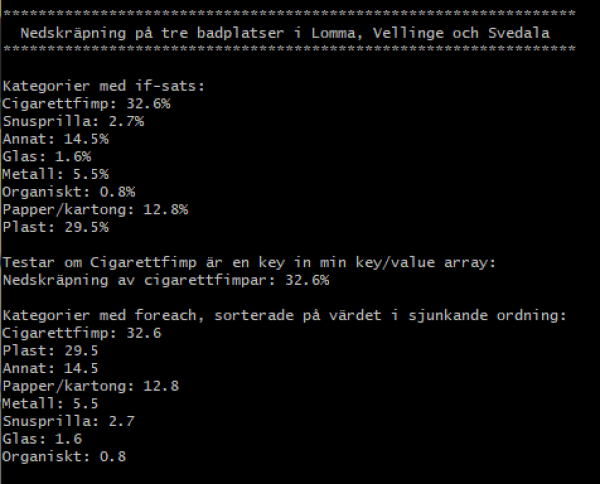 ****************************************************************
Nedskräpning på tre badplatser i Lomma, Vellinge och Svedala
****************************************************************
Kategorier med if-sats:
Cigarettfimp: 32.6%
Snusprilla: 2.7%
Annat: 14.5%
Glas: 1.6%
Metall: 5.5%
Organiskt: 0.8%
Papper/kartong: 12.8%
Plast: 29.5%
Testar om Cigarettfimp är en key in min key/value array:
Nedskräpning av cigarettfimpar: 32.6%
Kategorier med foreach, sorterade på värdet i sjunkande ordning:
Cigarettfimp: 32.6
Plast: 29.5
Annat: 14.5
Papper/kartong: 12.8
Metall: 5.5
Snusprilla: 2.7
Glas: 1.6
Organiskt: 0.8